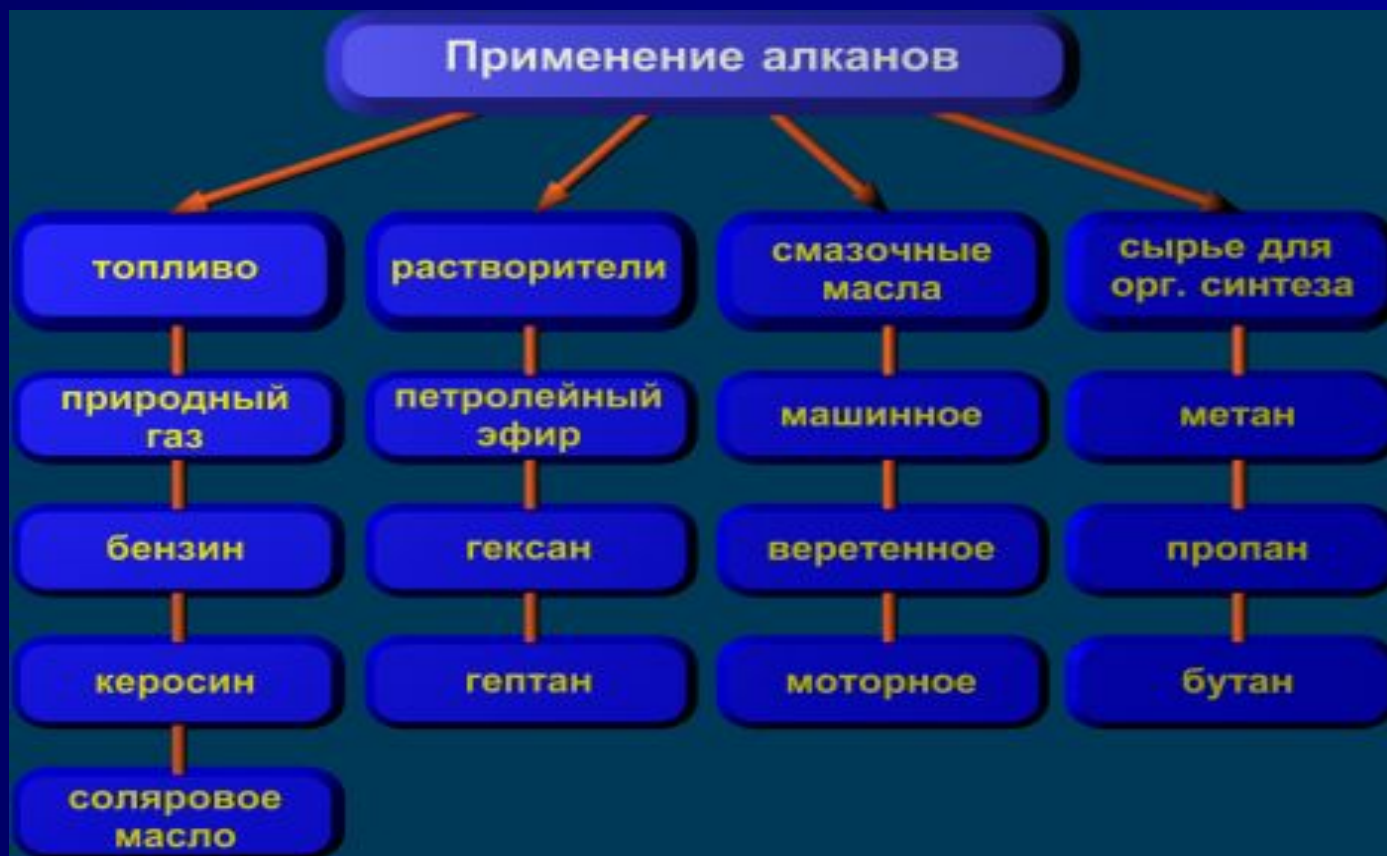 Применение алканов
топливо
природный
газ
бензин
керосин
соляровое
масло
растворители
петролейный
эфир
гексан
гептан
смазочные
масла
машинное
веретенное
моторное
сырье для
орг. синтеза
метан
пропан
бутан